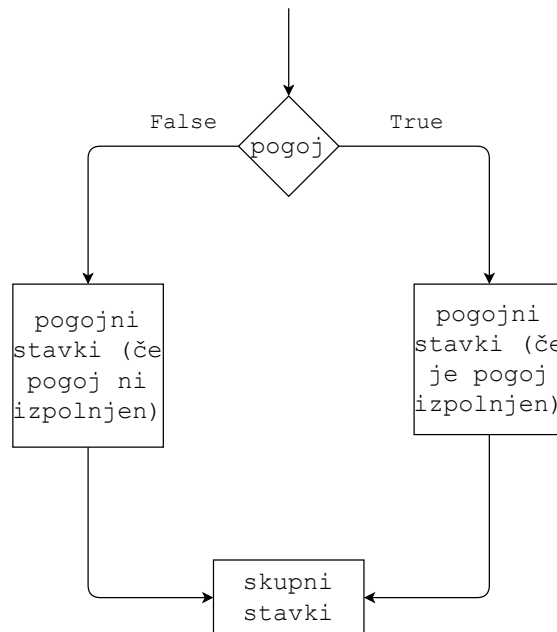 False
True
pogoj
pogojni
stavki (če
pogoj ni
izpolnjen)
pogojni
stavki (če
je pogoj
izpolnjen)
skupni
stavki